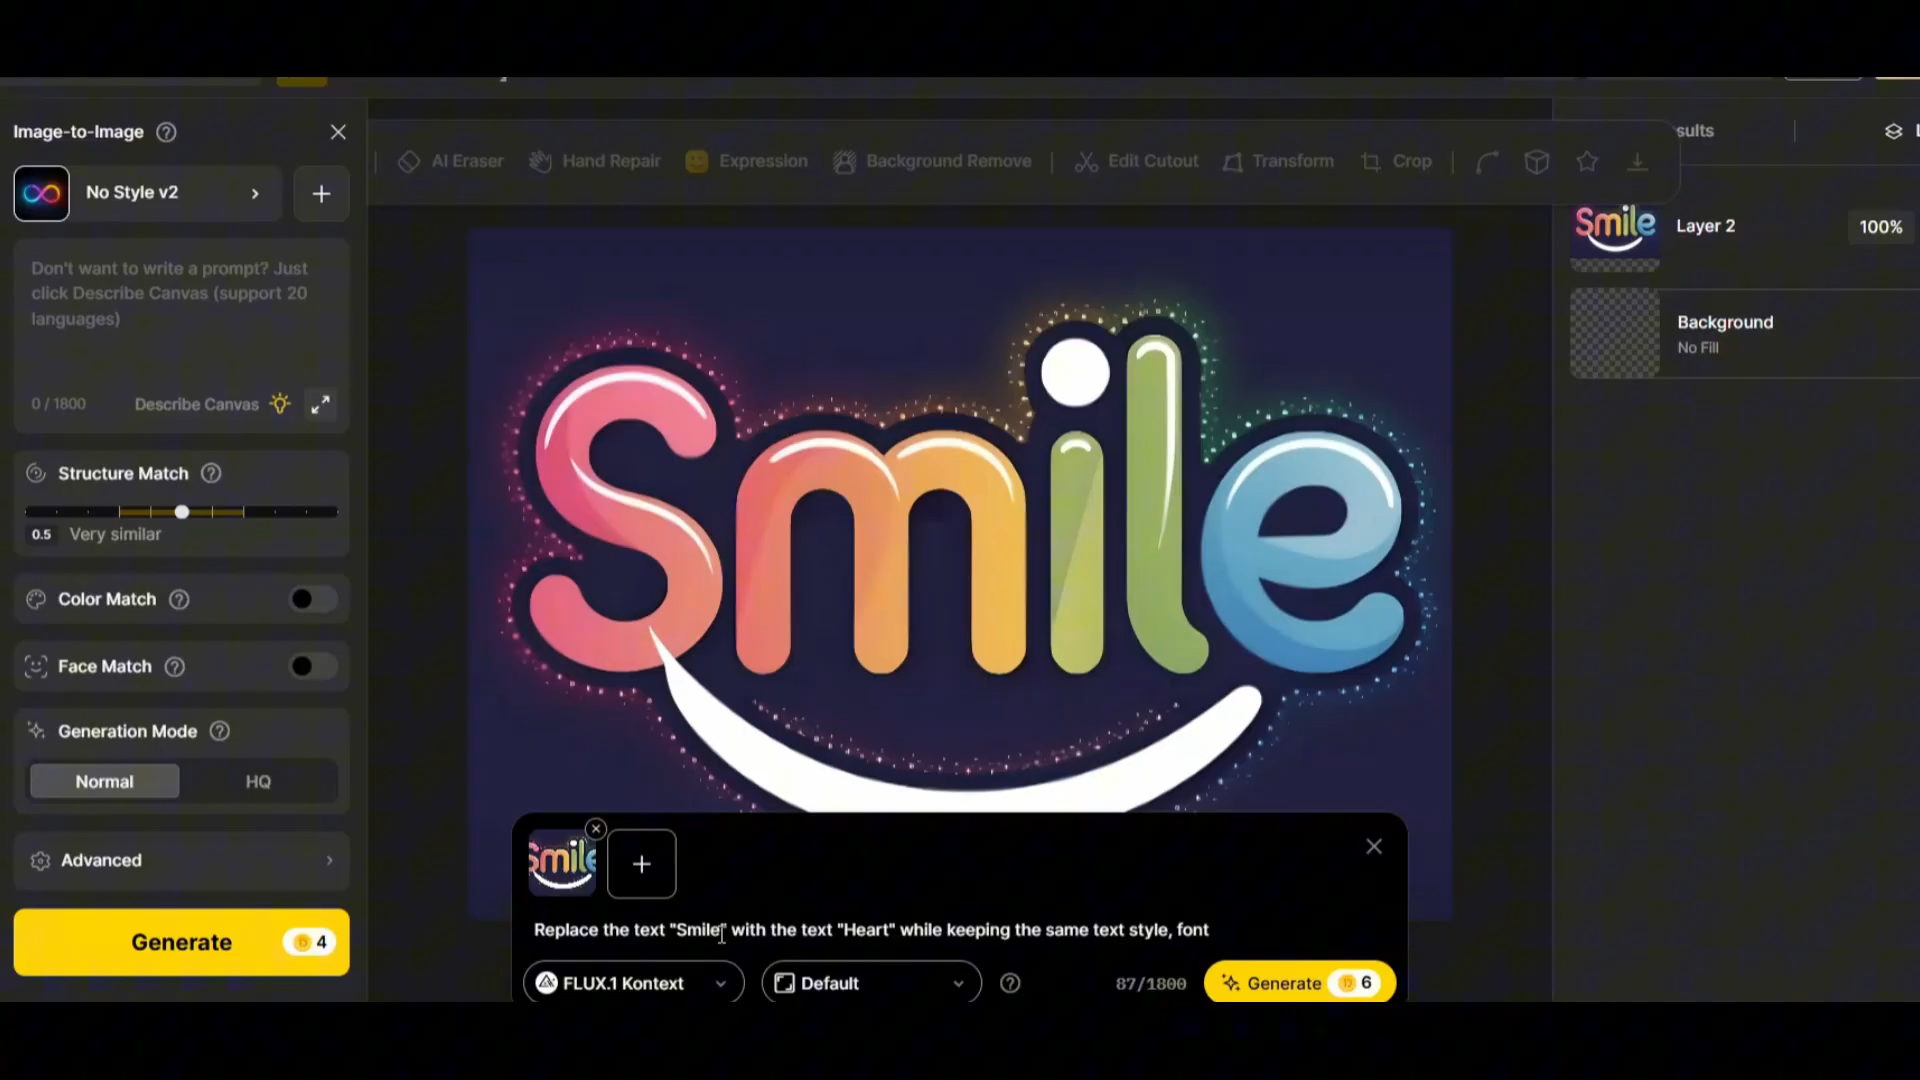 Image-to-Image
No Style v2
Don't want to write a prompt? Just
click Describe Canvas (support 20
languages)
0 / 1800
Describe Canvas
Structure Match
0.5
Very similar
Color Match
Face Match
Generation Mode
Normal
HQ
Advanced
Generate
4
AI Eraser
Hand Repair
Expression
Background Remove
Edit Cutout
Transform
Crop
Smile
Smile
Replace the text "Smile" with the text "Heart" while keeping the same text style, font
FLUX.1 Kontext
Default
87/1800
Generate
6
sults
L
Smile
Layer 2
100%
Background
No Fill